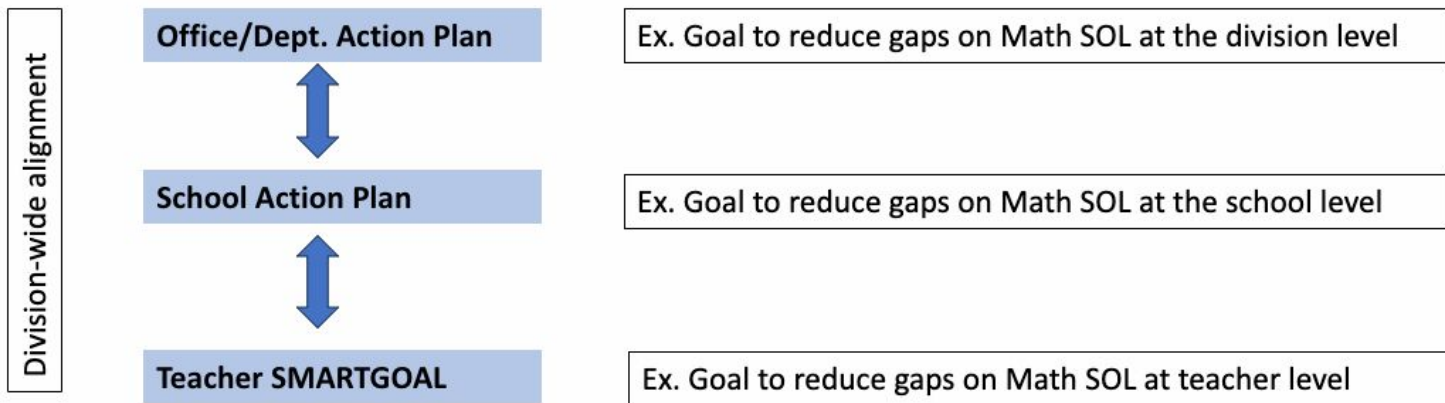 Division-wide alignment
Office/Dept. Action Plan
Ex. Goal to reduce gaps on Math SOL at the division level
School Action Plan
Ex. Goal to reduce gaps on Math SOL at the school level
Teacher SMARTGOAL
Ex. Goal to reduce gaps on Math SOL at teacher level